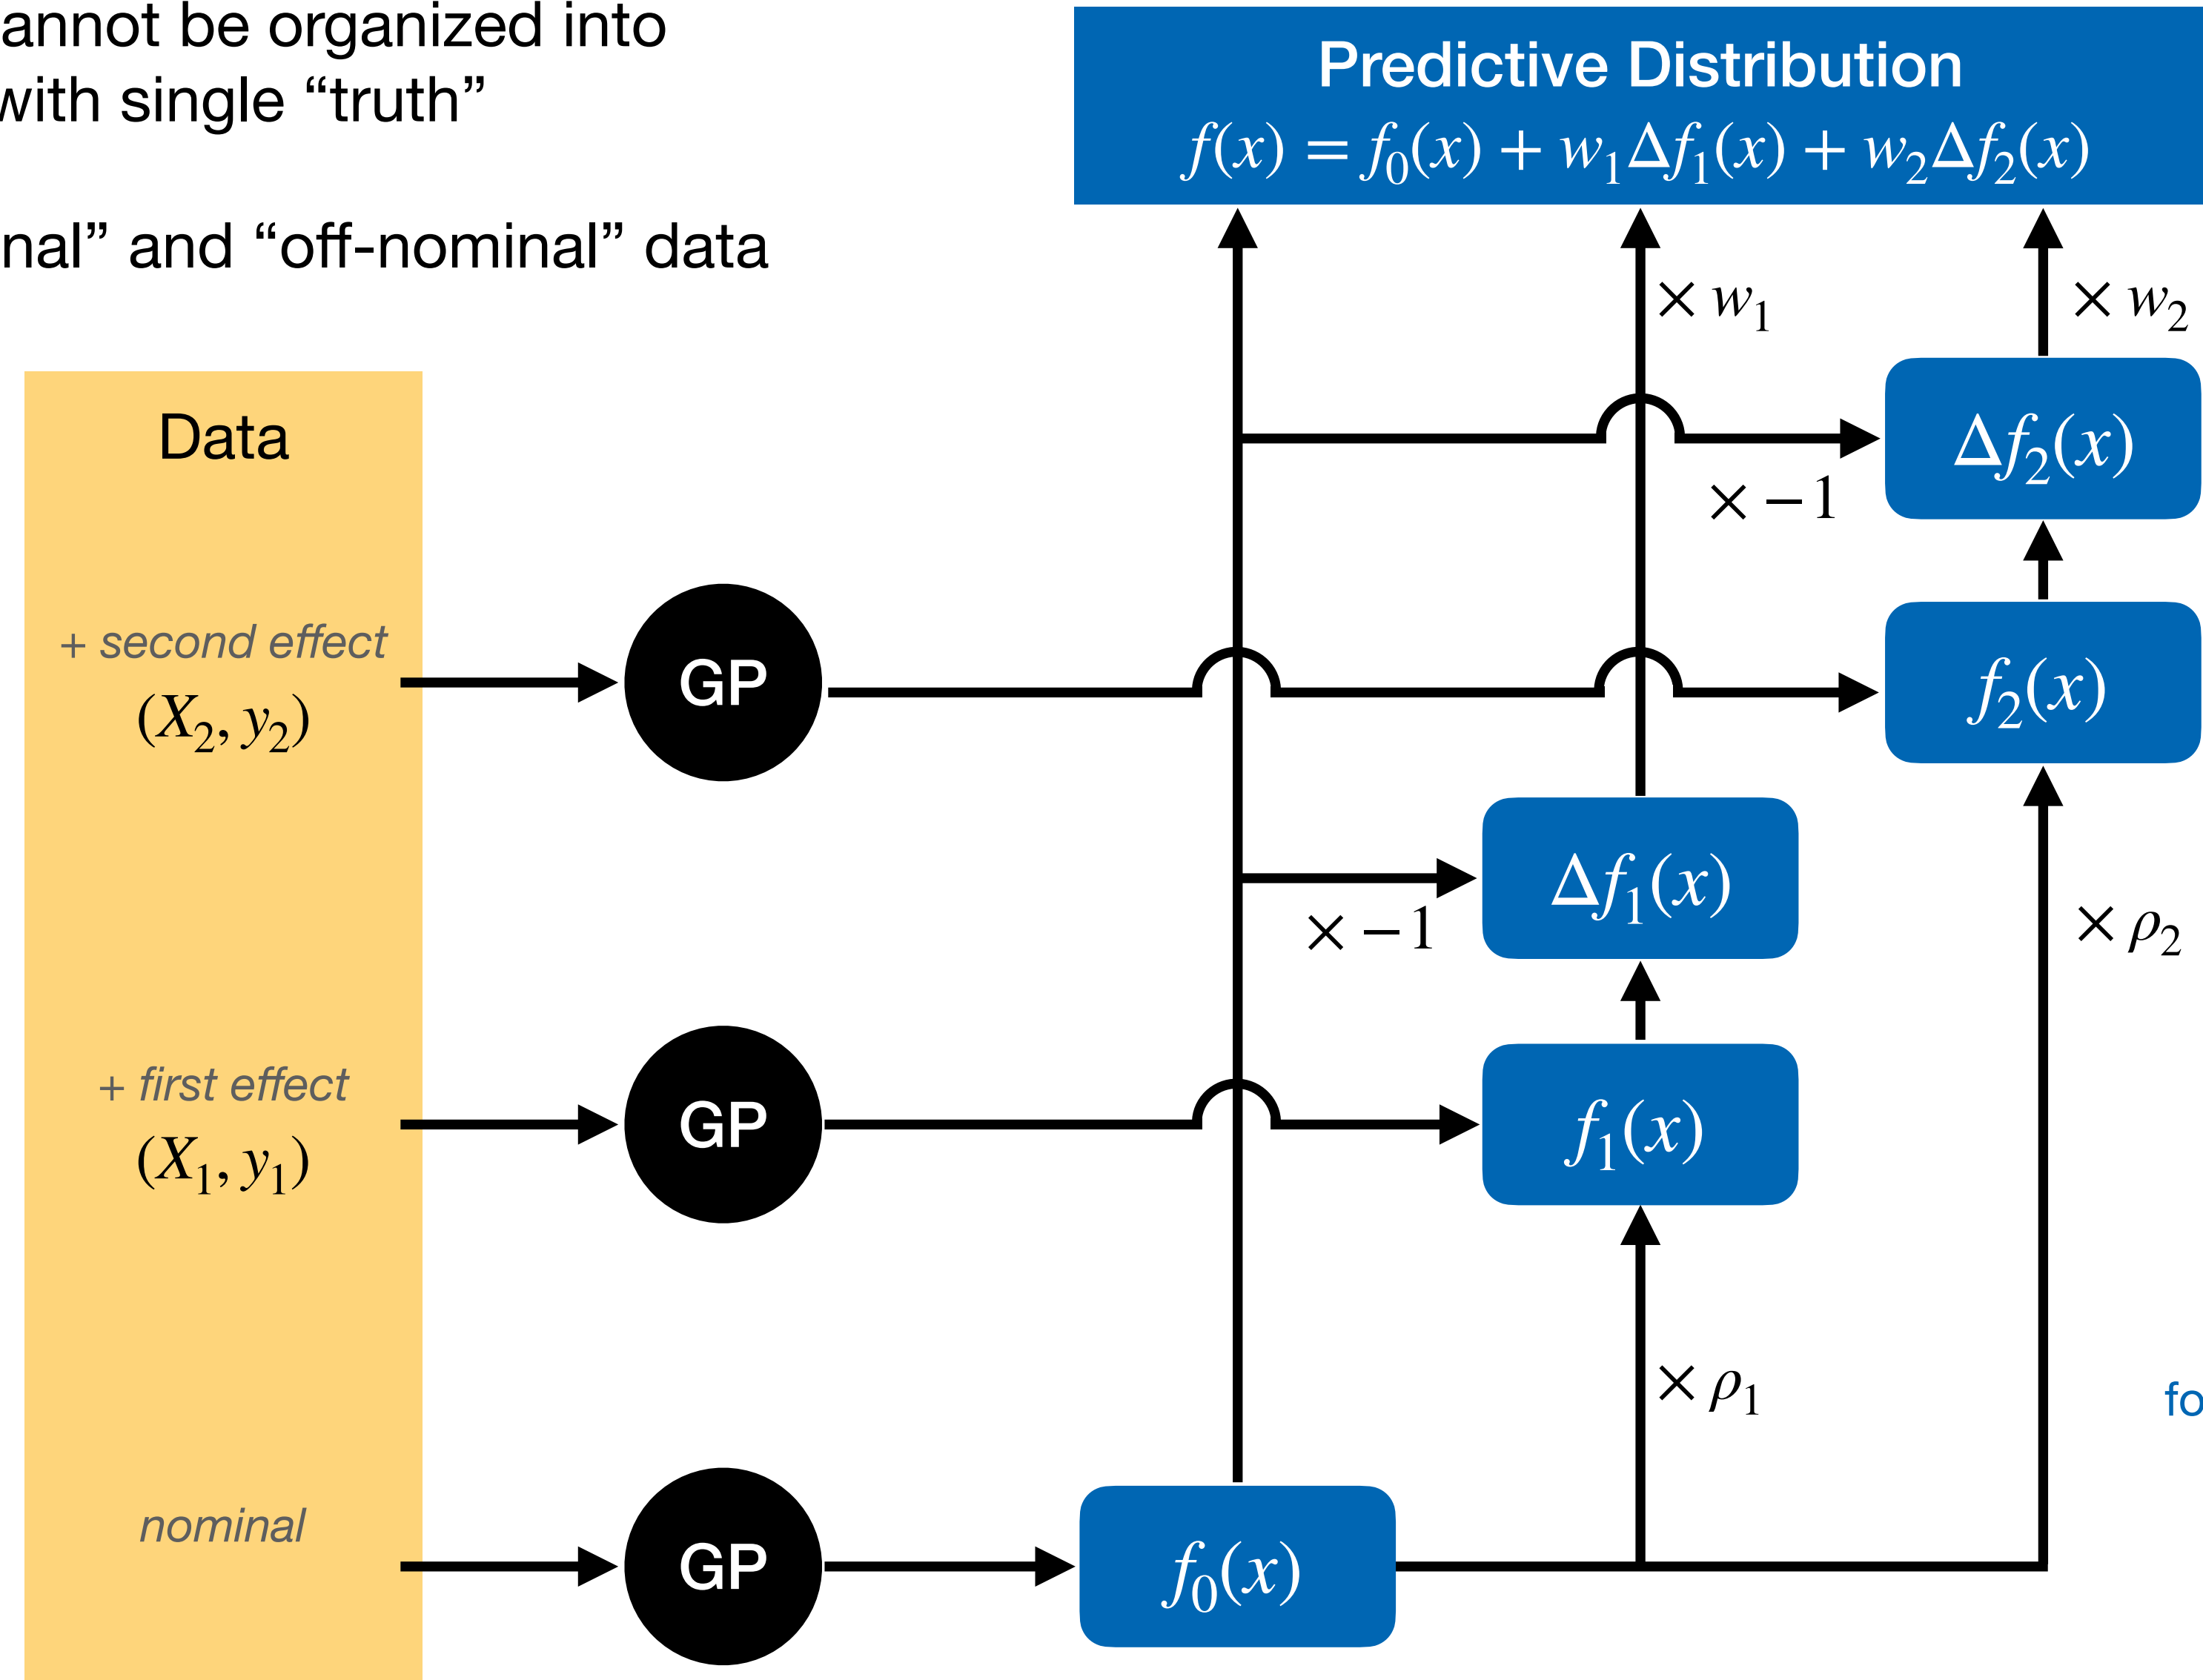 annot be organized into
with single “truth”
nal” and “off-nominal” data
Predictive Distribution
f(x) = f₀(x) + w₁Δf₁(x) + w₂Δf₂(x)
× w₁
× w₂
Data
Δf₂(x)
× −1
+ second effect
(X₂, y₂)
GP
f₂(x)
Δf₁(x)
× −1
× ρ₂
+ first effect
(X₁, y₁)
GP
f₁(x)
× ρ₁
fo
nominal
GP
f₀(x)